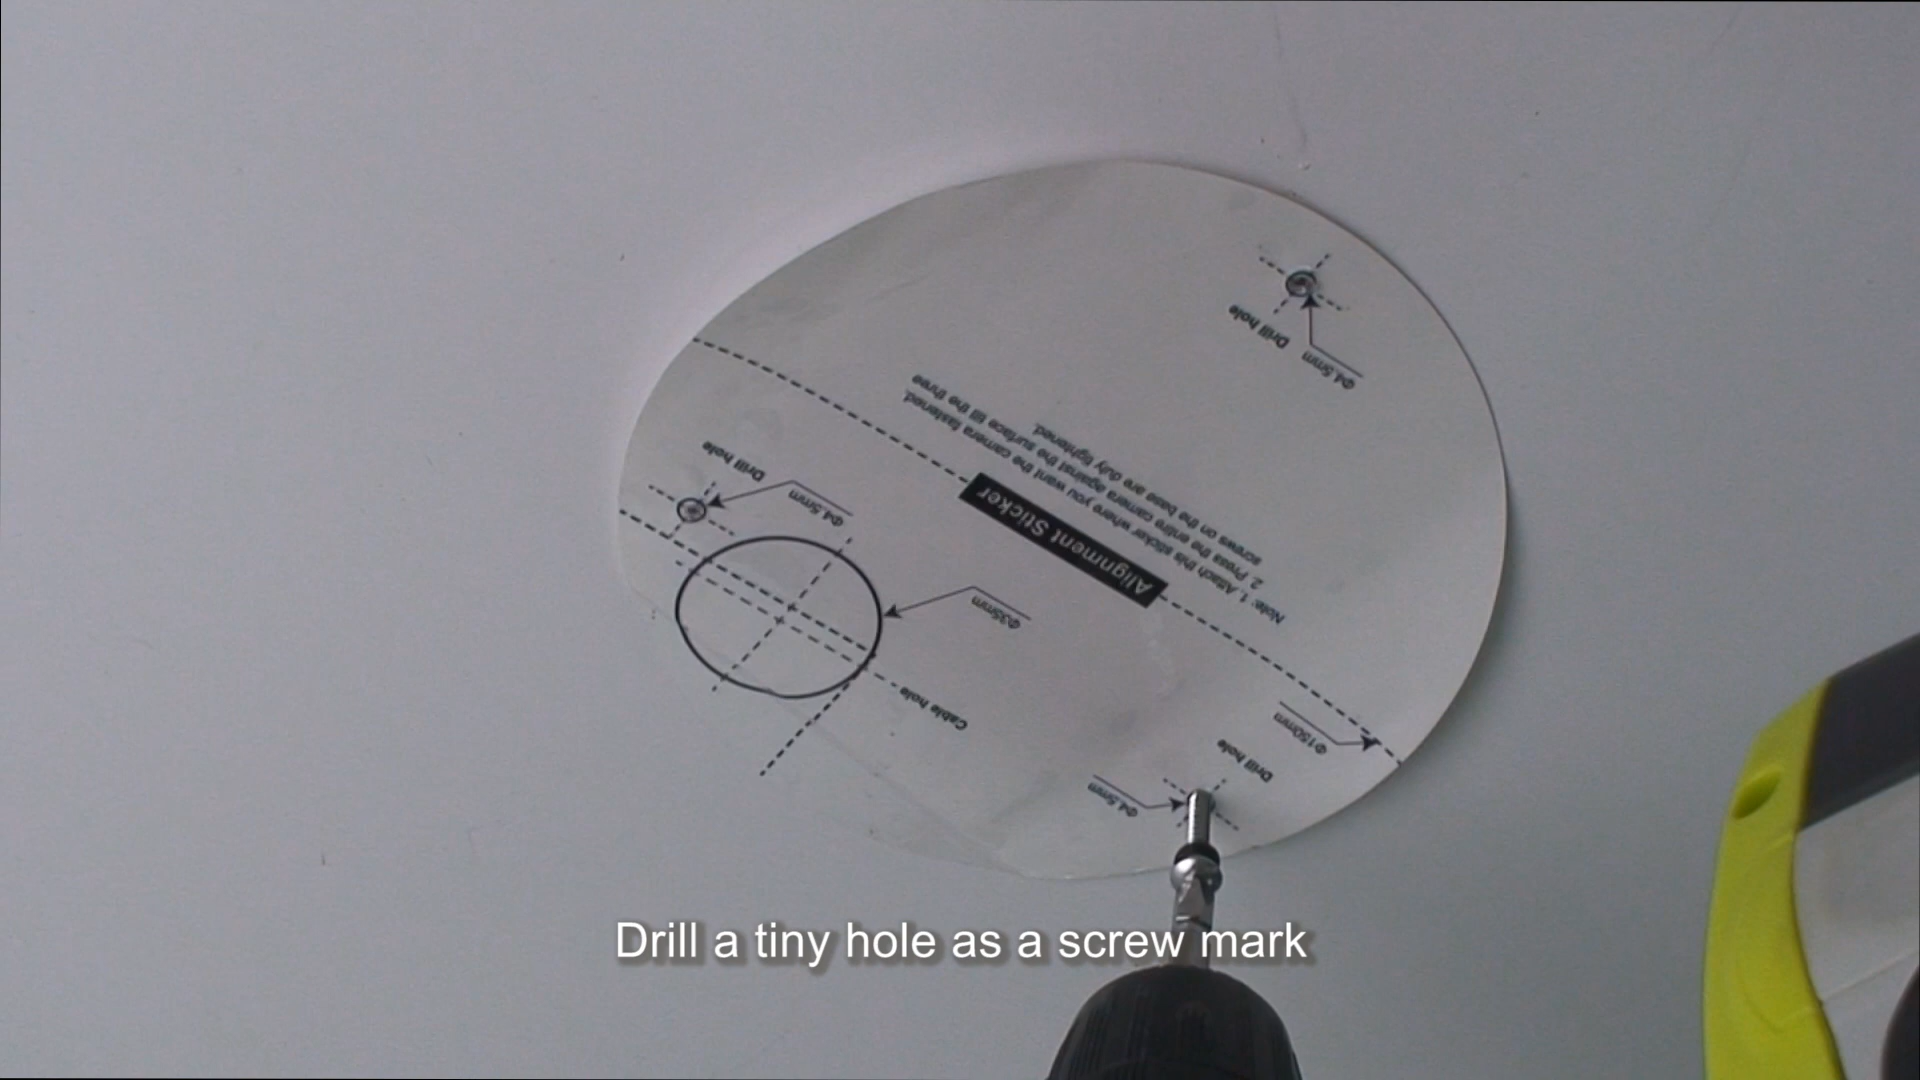 Φ4.5mm
Drill hole
Note: 1. Attach this sticker where you want the camera fastened.
2. Press the entire camera against the surface till the three
screws on the base are duly tightened.
Alignment Sticker
Drill hole
Φ4.5mm
Φ35mm
Cable hole
Φ150mm
Drill hole
Φ4.5mm
Drill a tiny hole as a screw mark